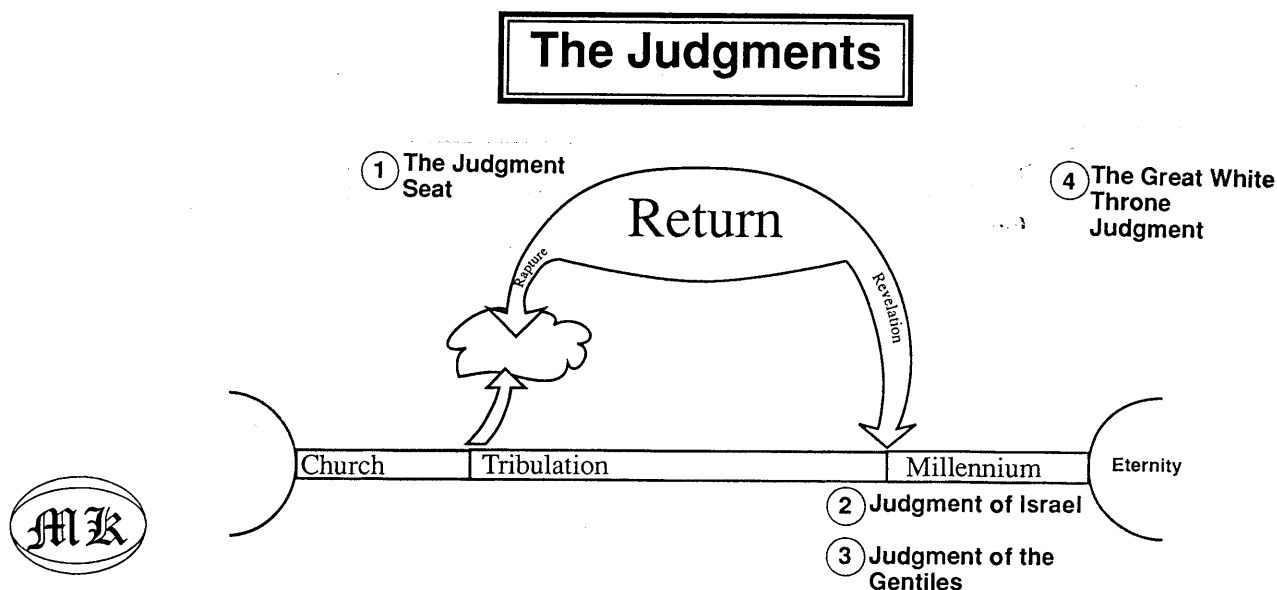 The Judgments
1 The Judgment
Seat
4 The Great White
Throne
Judgment
Return
Rapture
Revelation
Church
Tribulation
Millennium
Eternity
2 Judgment of Israel
3 Judgment of the
Gentiles
MK